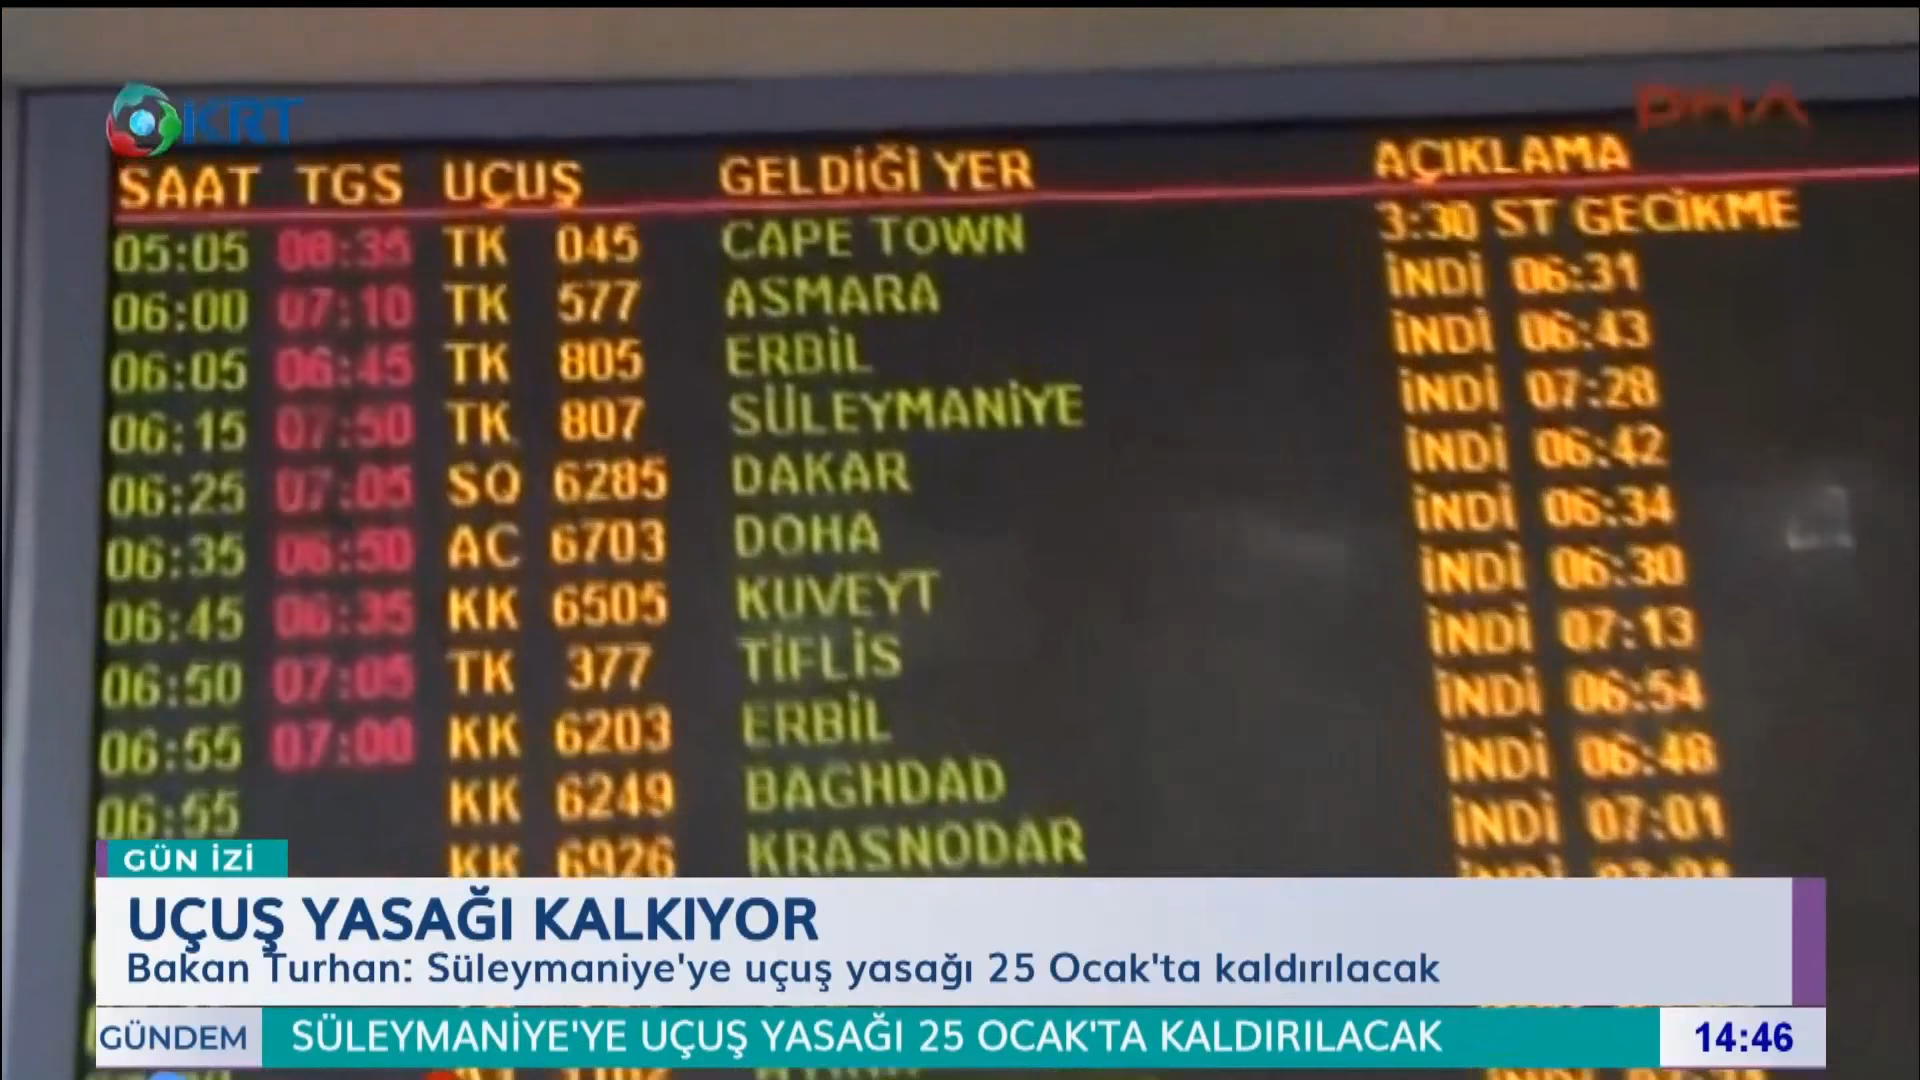 KRT
DHA
SAAT TGS UÇUŞ GELDİĞİ YER AÇIKLAMA
05:05 08:35 TK 045 CAPE TOWN 3:30 ST GECİKME
06:00 07:10 TK 577 ASMARA İNDİ 06:31
06:05 06:45 TK 805 ERBİL İNDİ 06:43
06:15 07:50 TK 807 SÜLEYMANİYE İNDİ 07:28
06:25 07:05 SQ 6285 DAKAR İNDİ 06:42
06:35 06:50 AC 6703 DOHA İNDİ 06:34
06:45 06:35 KK 6505 KUVEYT İNDİ 06:30
06:50 07:05 TK 377 TİFLİS İNDİ 07:13
06:55 07:00 KK 6203 ERBİL İNDİ 06:54
06:55 KK 6249 BAGHDAD İNDİ 06:48
KK 6926 KRASNODAR İNDİ 07:01
GÜN İZİ
UÇUŞ YASAĞI KALKIYOR
Bakan Turhan: Süleymaniye'ye uçuş yasağı 25 Ocak'ta kaldırılacak
GÜNDEM SÜLEYMANİYE'YE UÇUŞ YASAĞI 25 OCAK'TA KALDIRILACAK 14:46